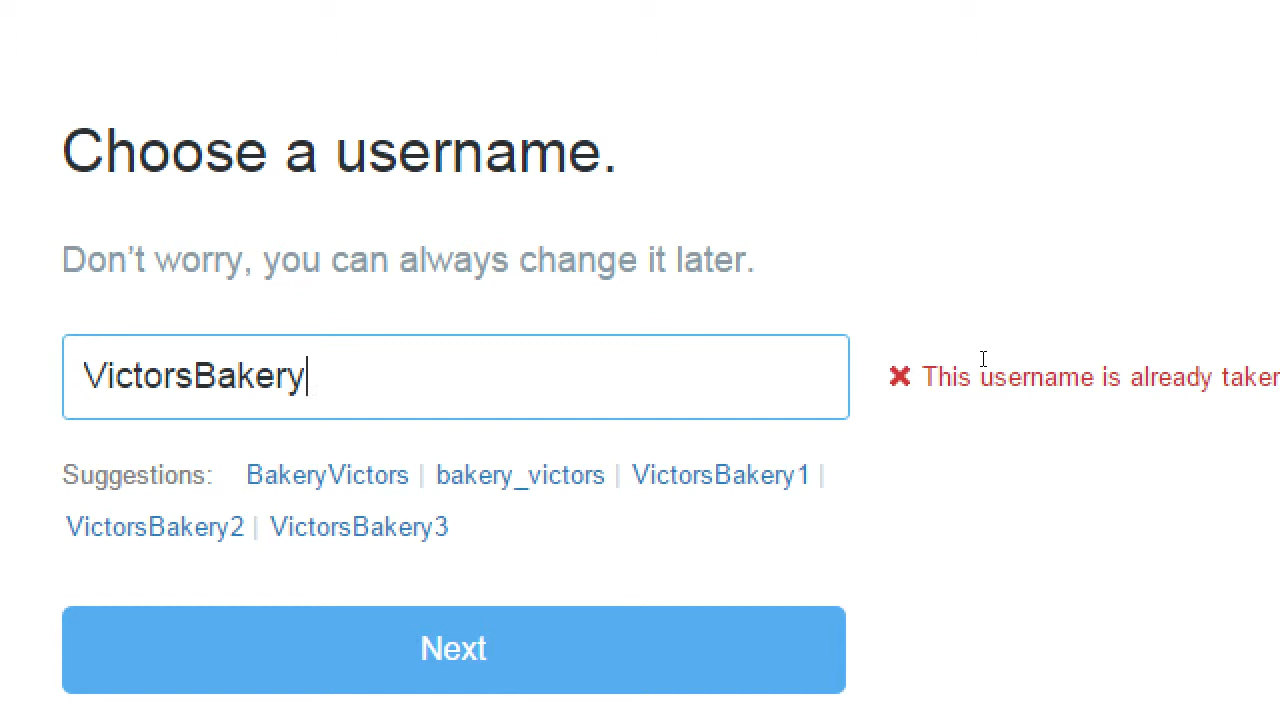 Choose a username.
Don't worry, you can always change it later.
VictorsBakery
This username is already taken
Suggestions: BakeryVictors | bakery_victors | VictorsBakery1 |
VictorsBakery2 | VictorsBakery3
Next